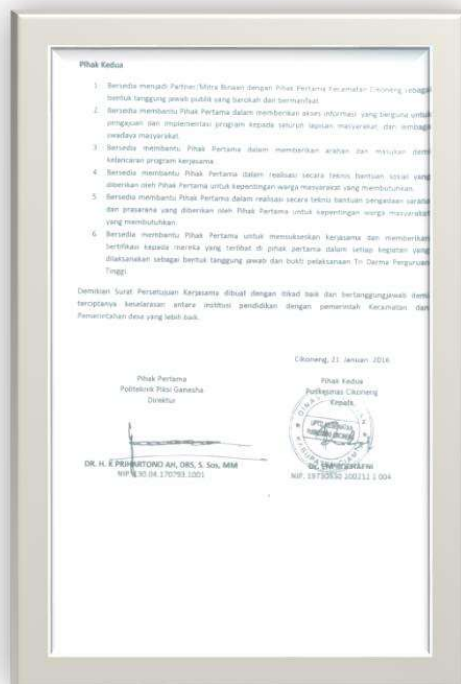 Pihak Kedua
1. Bersedia menjadi Partner/Mitra Binaan dengan Pihak Pertama Kecamatan Cikoneng sebagai
bentuk tanggung jawab publik yang barokah dan bermanfaat.
2. Bersedia membantu Pihak Pertama dalam memberikan akses informasi yang berguna untuk
pengajuan dan implementasi program kepada seluruh lapisan masyarakat dan lembaga
swadaya masyarakat.
3. Bersedia membantu Pihak Pertama dalam memberikan arahan dan masukan demi
kelancaran program kerjasama.
4. Bersedia membantu Pihak Pertama dalam realisasi secara teknis bantuan sosial yang
diberikan oleh Pihak Pertama untuk kepentingan warga masyarakat yang membutuhkan.
5. Bersedia membantu Pihak Pertama dalam realisasi secara teknis bantuan pengadaan sarana
dan prasarana yang diberikan oleh Pihak Pertama untuk kepentingan warga masyarakat
yang membutuhkan.
6. Bersedia membantu Pihak Pertama untuk mensukseskan kerjasama dan memberikan
Sertifikasi kepada mereka yang terlibat di pihak pertama dalam setiap kegiatan yang
dilaksanakan sebagai bentuk tanggung jawab dan bukti pelaksanaan Tri Darma Perguruan
Tinggi.
Demikian Surat Persetujuan Kerjasama dibuat dengan itikad baik dan bertanggungjawab demi
terciptanya keselarasan antara institusi pendidikan dengan pemerintah Kecamatan dan
Pemerintahan desa yang lebih baik.
Cikoneng, 21 Januari 2016
Pihak Pertama
Politeknik Piksi Ganesha
Direktur
Pihak Kedua
Puskesmas Cikoneng
Kepala
DR. H. K PRIHARTONO AH, DRS, S. Sos, MM
NIP